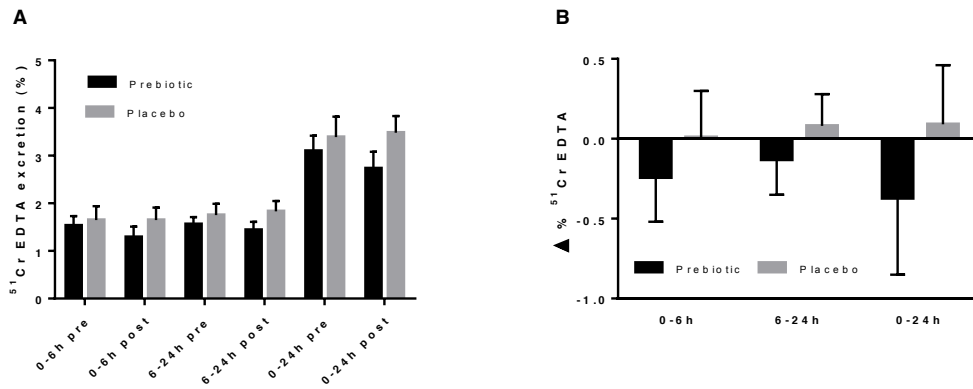 A
5
4
3
2
1
0
⁵¹Cr EDTA excretion (%)
Prebiotic
Placebo
0-6h pre
0-6h post
6-24h pre
6-24h post
0-24h pre
0-24h post
B
0.5
0.0
-0.5
-1.0
▲ % ⁵¹CrEDTA
Prebiotic Placebo
0-6h 6-24h 0-24h